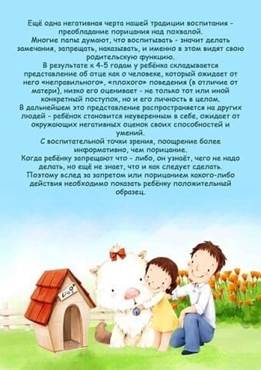 Ещё одна негативная черта нашей традиции воспитания -
преобладание порицания над похвалой.
Многие папы думают, что воспитывать - значит делать
замечания, запрещать, наказывать, и именно в этом видят свою
родительскую функцию.
В результате к 4-5 годам у ребёнка складывается
представление об отце как о человеке, который ожидает от
него «неправильного», «плохого» поведения (в отличие от
матери), низко его оценивает - не только тот или иной
конкретный поступок, но и его личность в целом.
В дальнейшем это представление распространяется на других
людей - ребёнок становится неуверенным в себе, ожидает от
окружающих негативных оценок своих способностей и
умений.
С воспитательной точки зрения, поощрение более
информативно, чем порицание.
Когда ребёнку запрещают что - либо, он узнаёт, чего не надо
делать, но ещё не знает, что и как следует сделать.
Поэтому вслед за запретом или порицанием какого-либо
действия необходимо показать ребёнку положительный
образец.